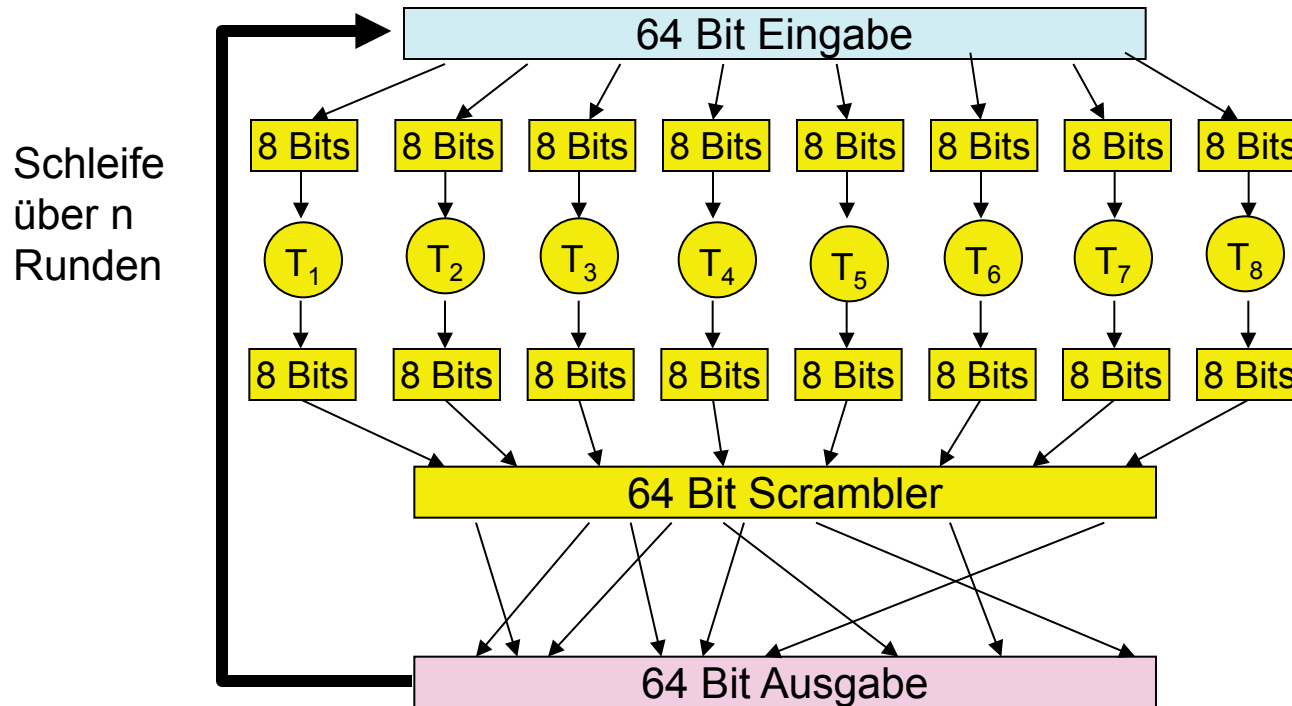 64 Bit Eingabe
8 Bits 8 Bits 8 Bits 8 Bits 8 Bits 8 Bits 8 Bits 8 Bits
Schleife
über n
Runden
T1 T2 T3 T4 T5 T6 T7 T8
8 Bits 8 Bits 8 Bits 8 Bits 8 Bits 8 Bits 8 Bits 8 Bits
64 Bit Scrambler
64 Bit Ausgabe